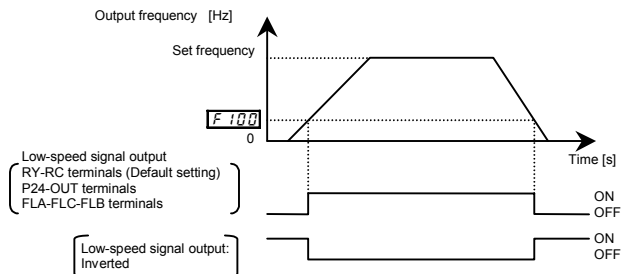 Output frequency [Hz]
Set frequency
F 100
0
Time [s]
Low-speed signal output
RY-RC terminals (Default setting)
P24-OUT terminals
FLA-FLC-FLB terminals
ON
OFF
Low-speed signal output:
Inverted
ON
OFF